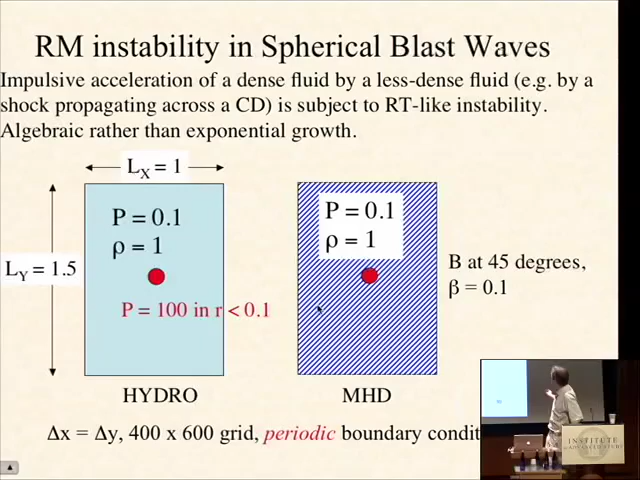 RM instability in Spherical Blast Waves
Impulsive acceleration of a dense fluid by a less-dense fluid (e.g. by a
shock propagating across a CD) is subject to RT-like instability.
Algebraic rather than exponential growth.
L_X = 1
P = 0.1
ρ = 1
L_Y = 1.5
P = 100 in r < 0.1
HYDRO
P = 0.1
ρ = 1
B at 45 degrees,
β = 0.1
MHD
Δx = Δy, 400 x 600 grid, periodic boundary condit
INSTITUTE